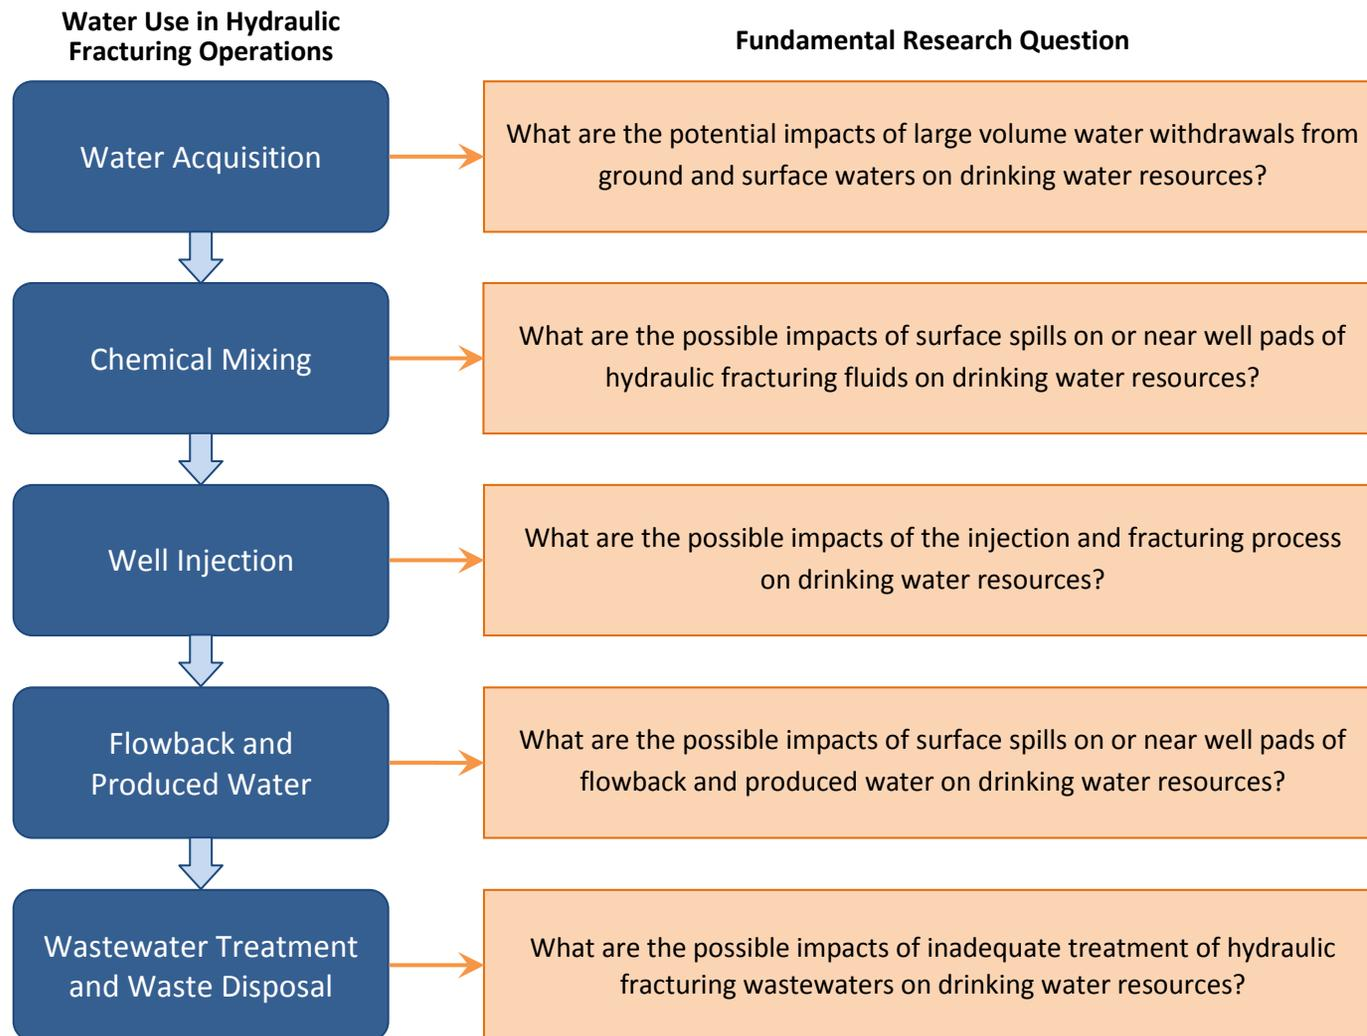 Water Use in Hydraulic
Fracturing Operations
Fundamental Research Question
Water Acquisition
What are the potential impacts of large volume water withdrawals from
ground and surface waters on drinking water resources?
Chemical Mixing
What are the possible impacts of surface spills on or near well pads of
hydraulic fracturing fluids on drinking water resources?
Well Injection
What are the possible impacts of the injection and fracturing process
on drinking water resources?
Flowback and
Produced Water
What are the possible impacts of surface spills on or near well pads of
flowback and produced water on drinking water resources?
Wastewater Treatment
and Waste Disposal
What are the possible impacts of inadequate treatment of hydraulic
fracturing wastewaters on drinking water resources?